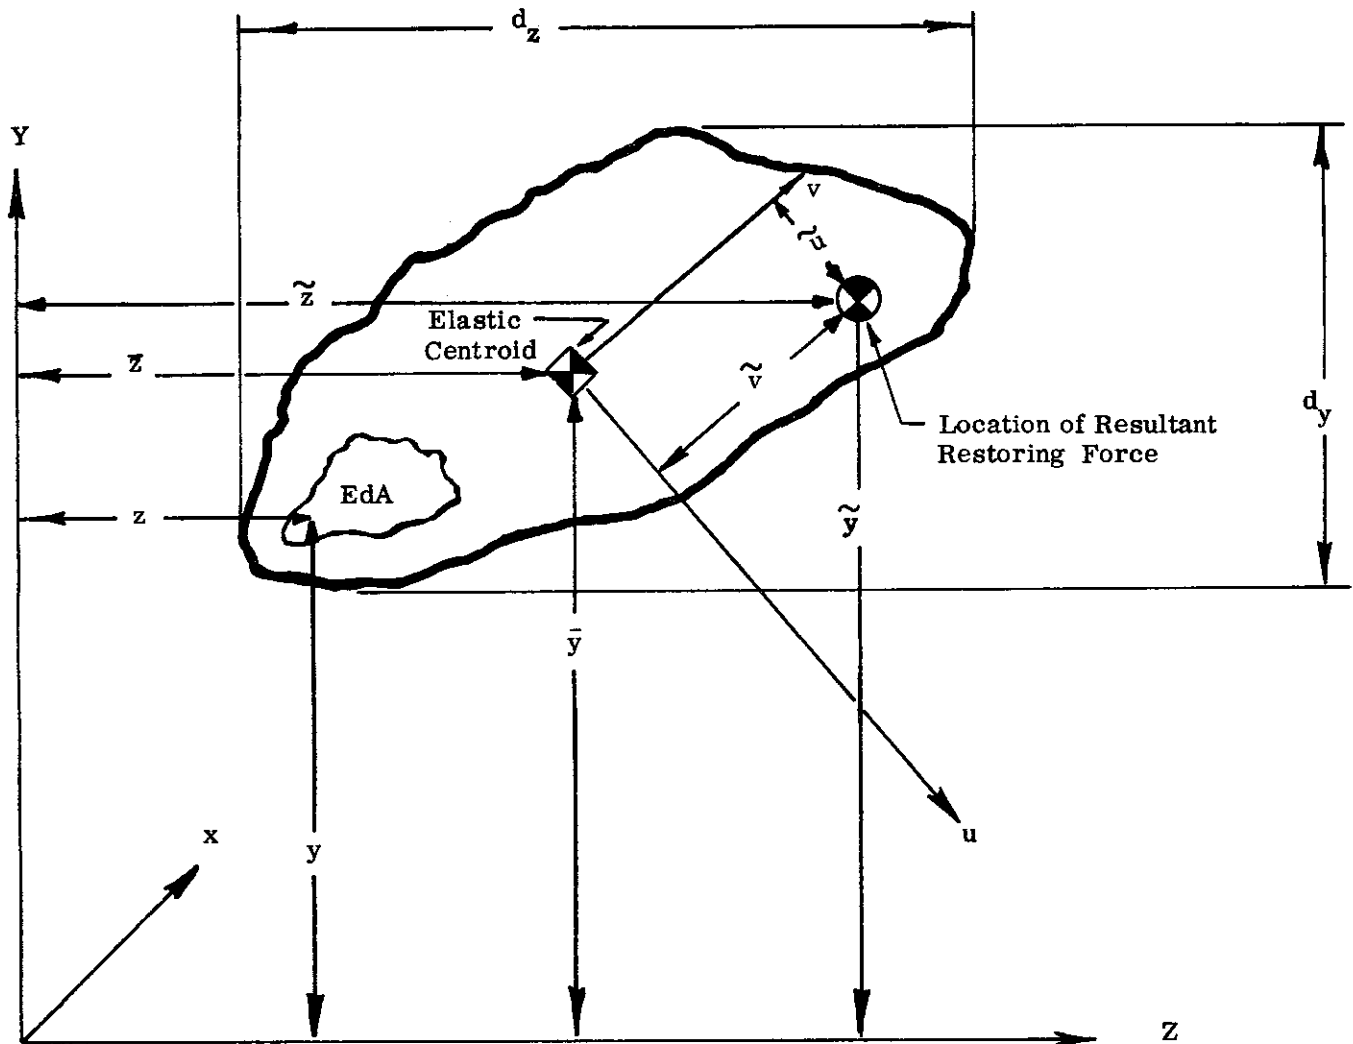 d_z
Y
v
ũ
z̃
Elastic
Centroid
z̄
ṽ
d_y
Location of Resultant
Restoring Force
EdA
z
ỹ
ȳ
x
y
u
Z